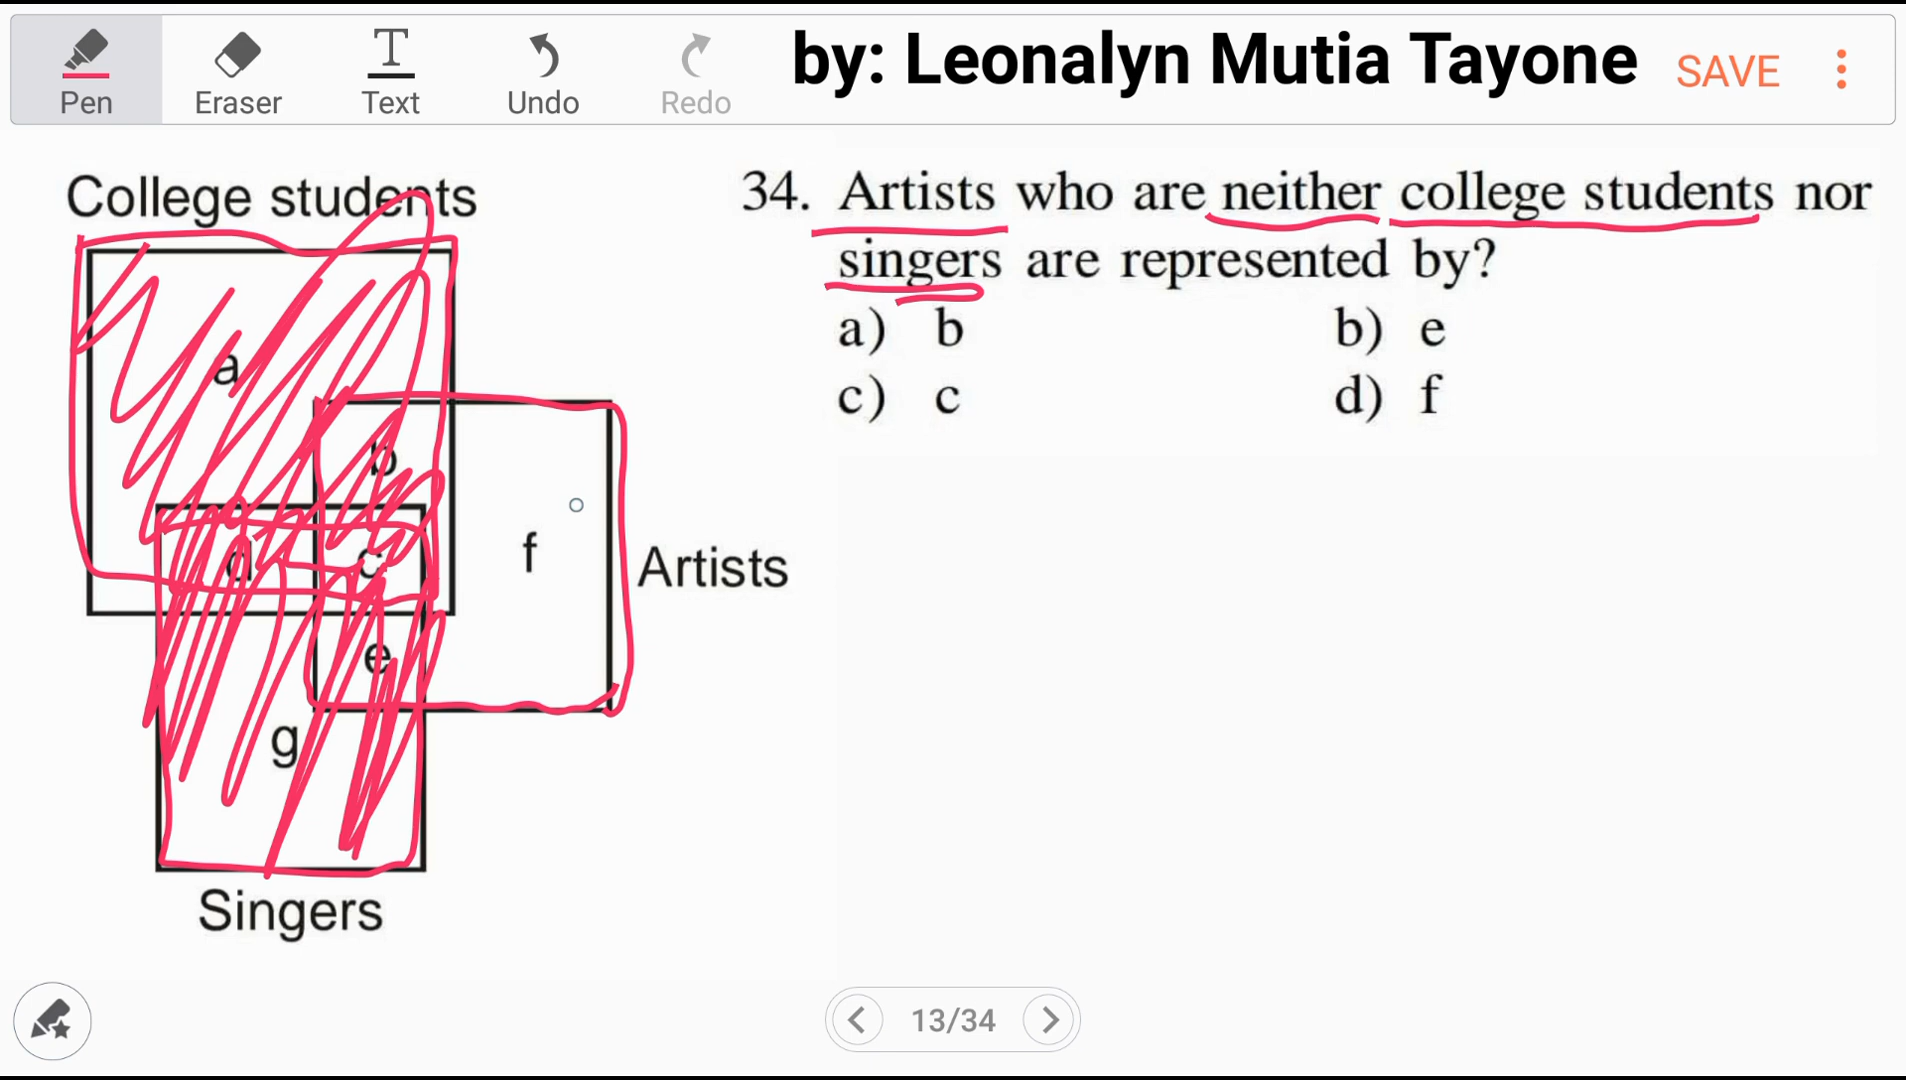 Pen
Eraser
Text
Undo
Redo
by: Leonalyn Mutia Tayone
SAVE
College students
34. Artists who are neither college students nor
singers are represented by?
a) b
b) e
c) c
d) f
a
b
d
c
f
Artists
e
g
Singers
13/34